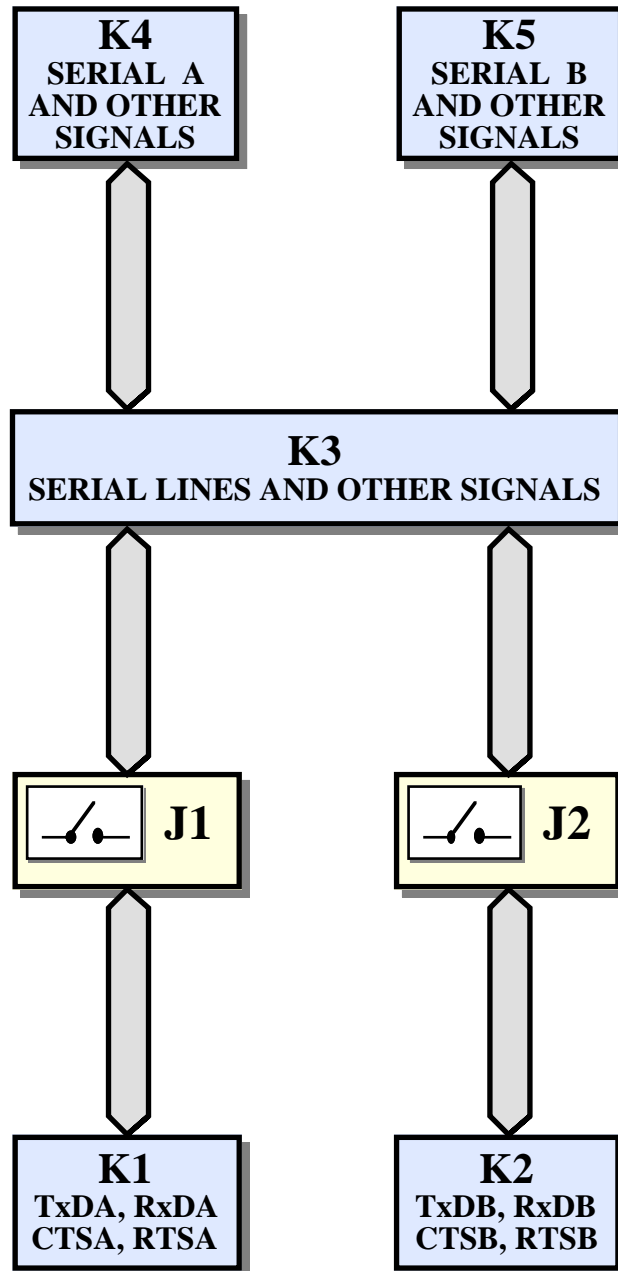 K4
SERIAL A
AND OTHER
SIGNALS
K5
SERIAL B
AND OTHER
SIGNALS
K3
SERIAL LINES AND OTHER SIGNALS
J1
J2
K1
TxDA, RxDA
CTSA, RTSA
K2
TxDB, RxDB
CTSB, RTSB